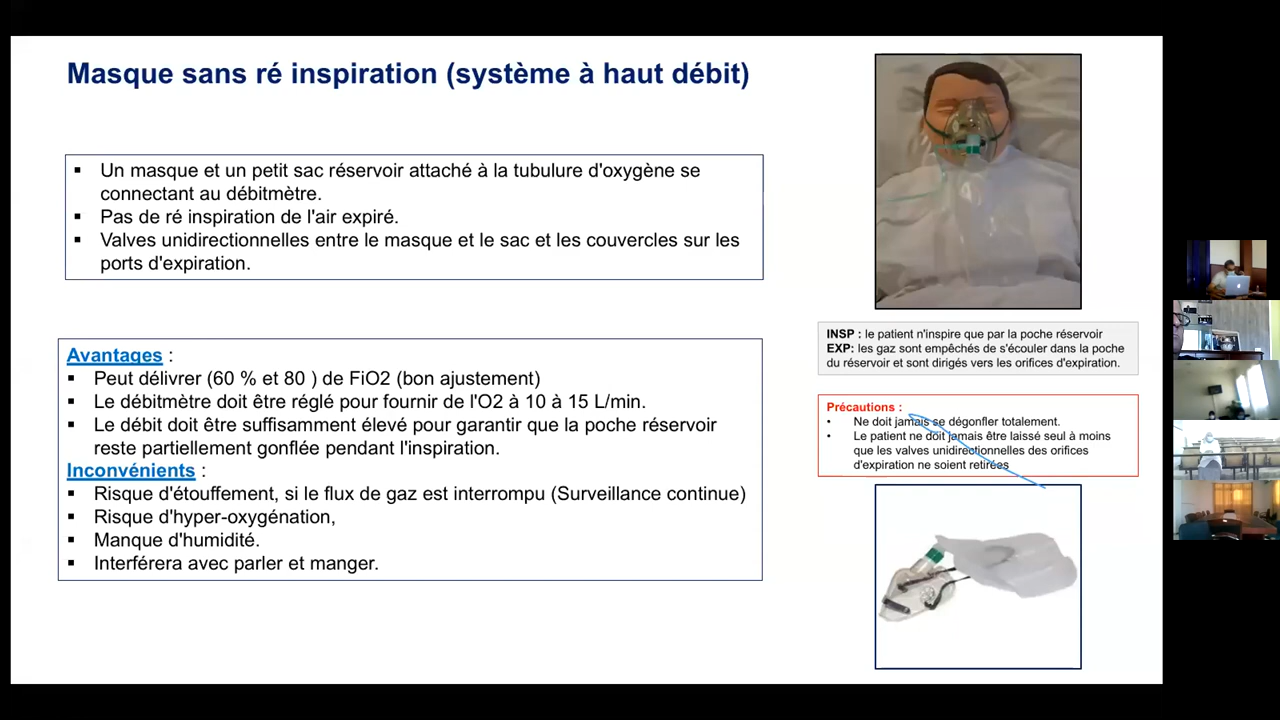 Masque sans ré inspiration (système à haut débit)
▪ Un masque et un petit sac réservoir attaché à la tubulure d'oxygène se
connectant au débitmètre.
▪ Pas de ré inspiration de l'air expiré.
▪ Valves unidirectionnelles entre le masque et le sac et les couvercles sur les
ports d'expiration.
Avantages :
▪ Peut délivrer (60 % et 80 ) de FiO2 (bon ajustement)
▪ Le débitmètre doit être réglé pour fournir de l'O2 à 10 à 15 L/min.
▪ Le débit doit être suffisamment élevé pour garantir que la poche réservoir
reste partiellement gonflée pendant l'inspiration.
Inconvénients :
▪ Risque d'étouffement, si le flux de gaz est interrompu (Surveillance continue)
▪ Risque d'hyper-oxygénation,
▪ Manque d'humidité.
▪ Interférera avec parler et manger.
INSP : le patient n'inspire que par la poche réservoir
EXP: les gaz sont empêchés de s'écouler dans la poche
du réservoir et sont dirigés vers les orifices d'expiration.
Précautions :
• Ne doit jamais se dégonfler totalement.
• Le patient ne doit jamais être laissé seul à moins
que les valves unidirectionnelles des orifices
d'expiration ne soient retirées